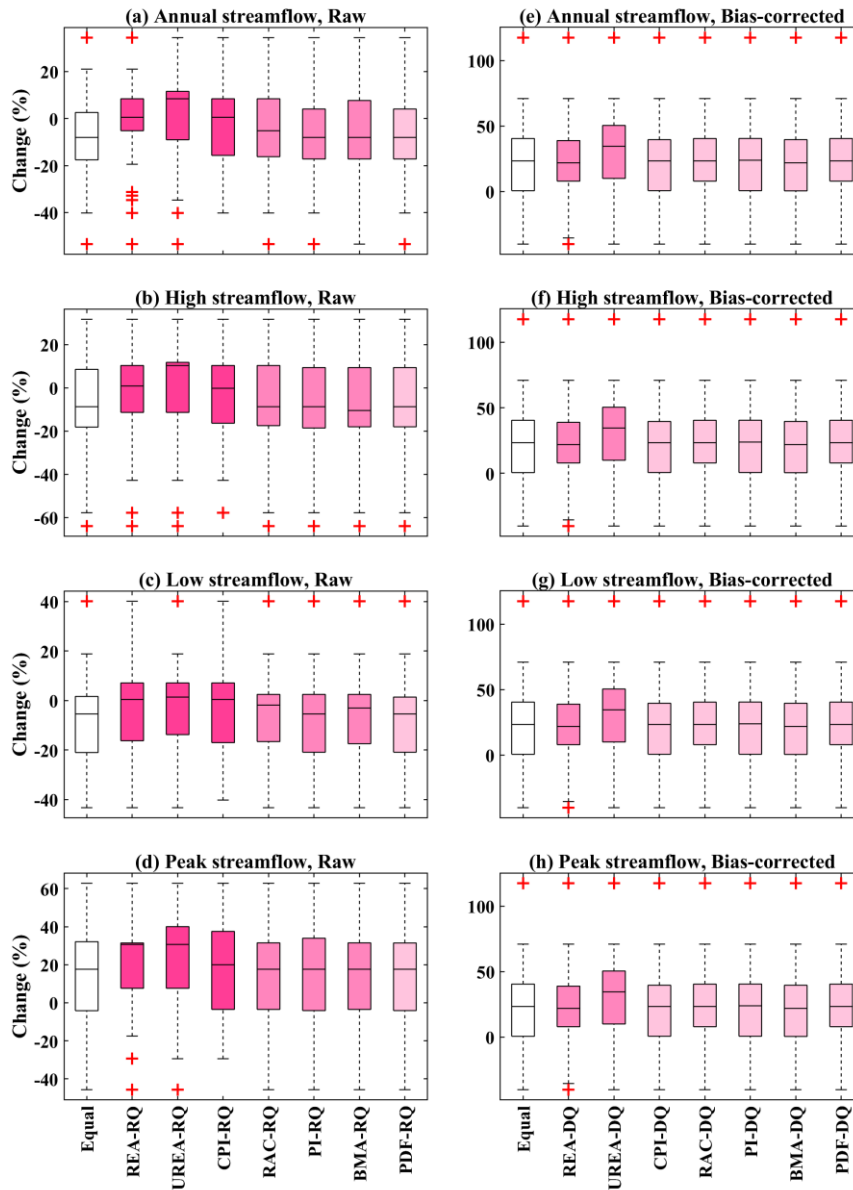 (a) Annual streamflow, Raw
Change (%)
20
0
-20
-40
(e) Annual streamflow, Bias-corrected
100
50
0
(b) High streamflow, Raw
Change (%)
20
0
-20
-40
-60
(f) High streamflow, Bias-corrected
100
50
0
(c) Low streamflow, Raw
Change (%)
40
20
0
-20
-40
(g) Low streamflow, Bias-corrected
100
50
0
(d) Peak streamflow, Raw
Change (%)
60
40
20
0
-20
-40
Equal
REA-RQ
UREA-RQ
CPI-RQ
RAC-RQ
PI-RQ
BMA-RQ
PDF-RQ
(h) Peak streamflow, Bias-corrected
100
50
0
Equal
REA-DQ
UREA-DQ
CPI-DQ
RAC-DQ
PI-DQ
BMA-DQ
PDF-DQ